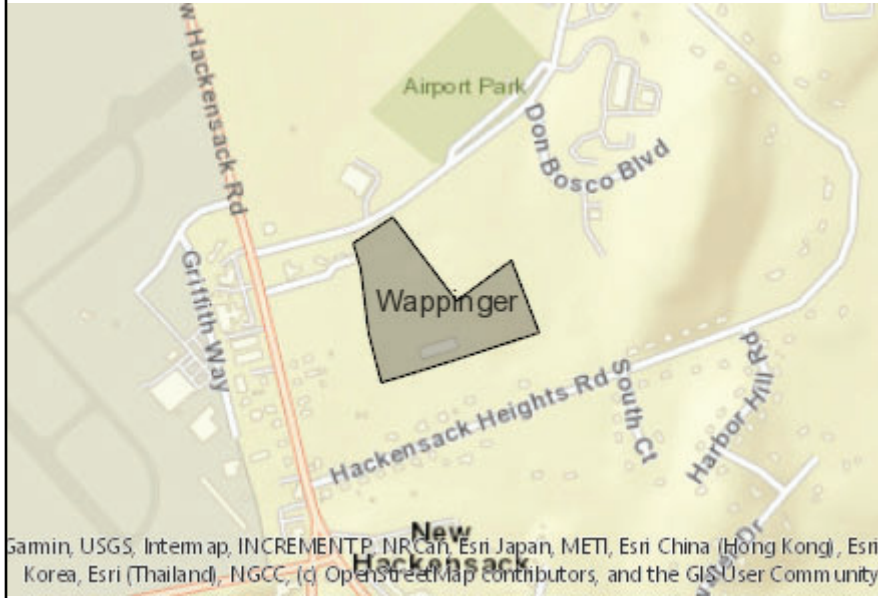 w Hackensack Rd
Airport Park
Don Bosco Blvd
Griffith Way
Wappinger
Hackensack Heights Rd
South Ct
Harbor Hill Rd
New
Hackensack
Dr
Garmin, USGS, Intermap, INCREMENT P, NRCan, Esri Japan, METI, Esri China (Hong Kong), Esri
Korea, Esri (Thailand), NGCC, (c) OpenStreetMap contributors, and the GIS User Community